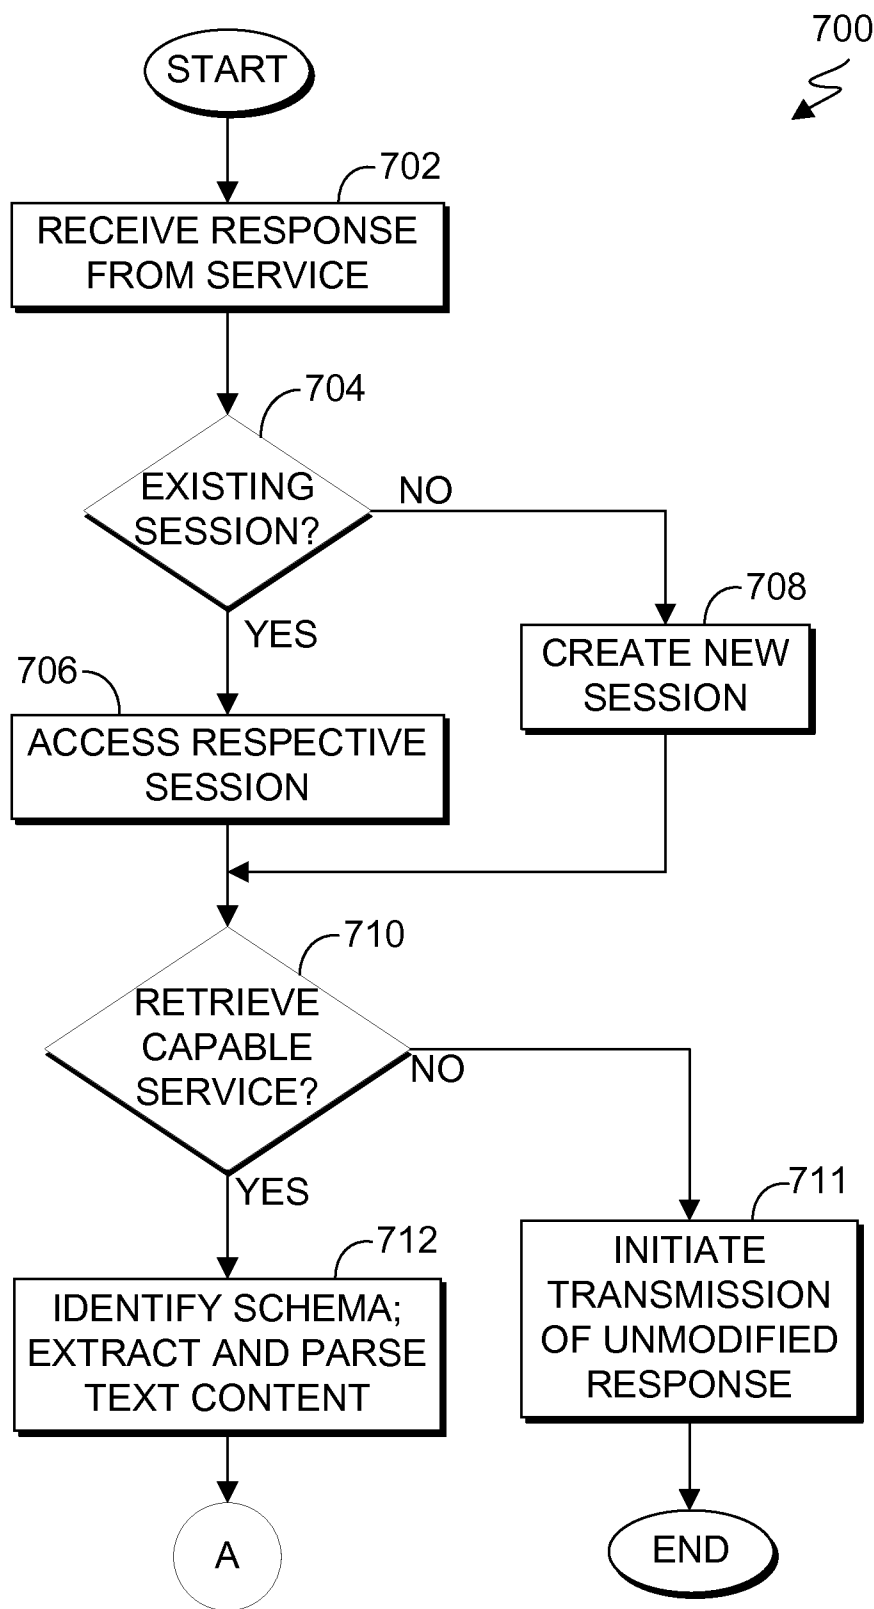 700
START
702
RECEIVE RESPONSE
FROM SERVICE
704
EXISTING
SESSION?
NO
YES
708
CREATE NEW
SESSION
706
ACCESS RESPECTIVE
SESSION
710
RETRIEVE
CAPABLE
SERVICE?
NO
YES
711
INITIATE
TRANSMISSION
OF UNMODIFIED
RESPONSE
712
IDENTIFY SCHEMA;
EXTRACT AND PARSE
TEXT CONTENT
A
END